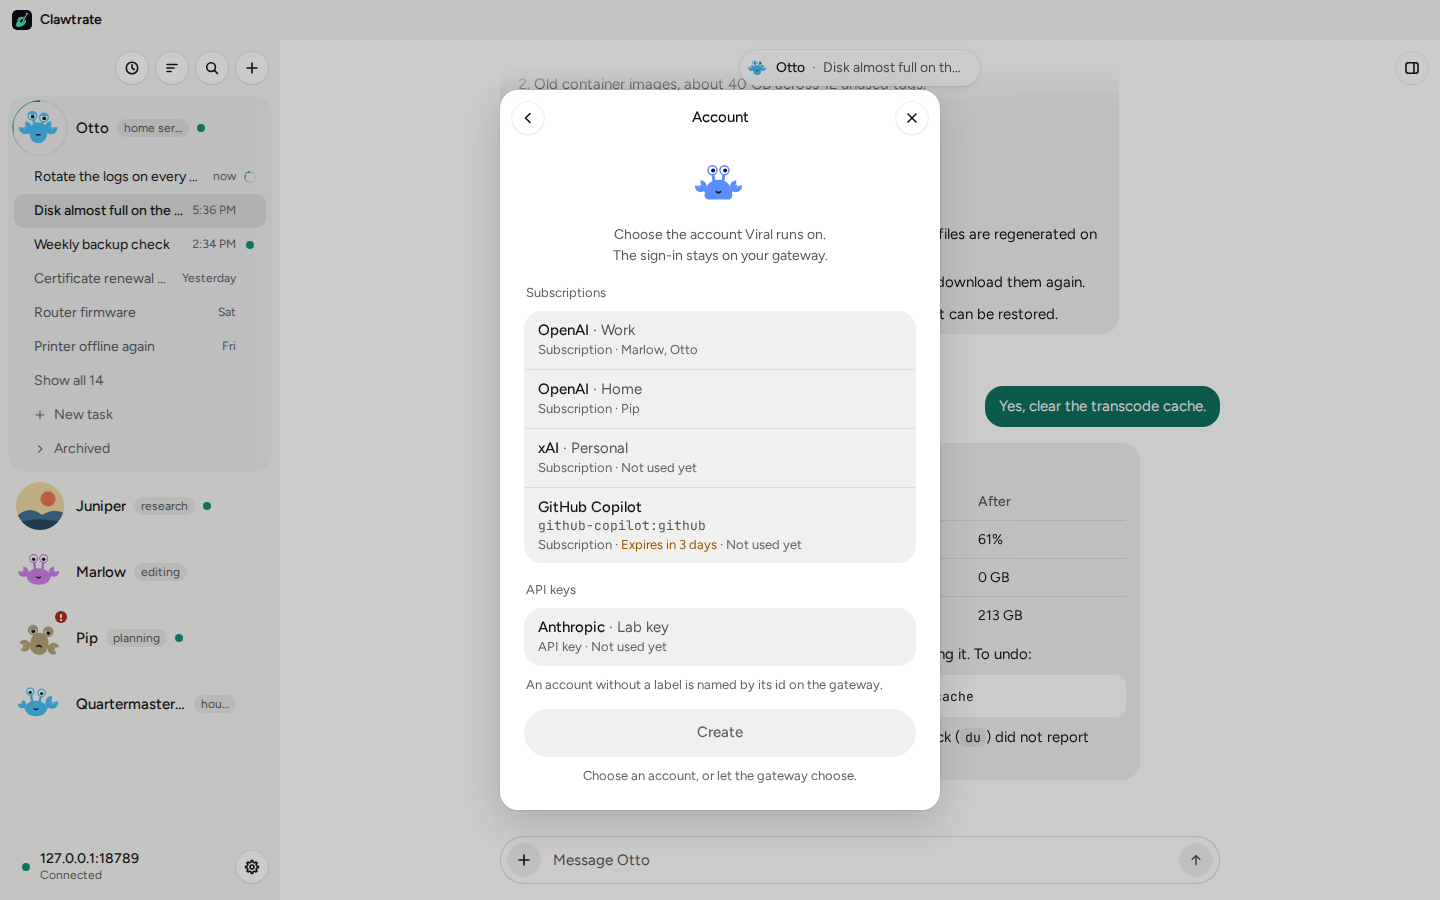 Clawtrate
Otto
home ser...
Rotate the logs on every ...
now
Disk almost full on the ...
5:36 PM
Weekly backup check
2:34 PM
Certificate renewal ...
Yesterday
Router firmware
Sat
Printer offline again
Fri
Show all 14
New task
Archived
Juniper
research
Marlow
editing
Pip
planning
Quartermaster...
hou...
127.0.0.1:18789
Connected
Otto · Disk almost full on th...
2. Old container images, about 40 GB across 12 unused tags.
files are regenerated on
download them again.
t can be restored.
Yes, clear the transcode cache.
After
61%
0 GB
213 GB
ng it. To undo:
cache
ck ( du ) did not report
Message Otto
Account
Choose the account Viral runs on.
The sign-in stays on your gateway.
Subscriptions
OpenAI · Work
Subscription · Marlow, Otto
OpenAI · Home
Subscription · Pip
xAI · Personal
Subscription · Not used yet
GitHub Copilot
github-copilot:github
Subscription · Expires in 3 days · Not used yet
API keys
Anthropic · Lab key
API key · Not used yet
An account without a label is named by its id on the gateway.
Create
Choose an account, or let the gateway choose.